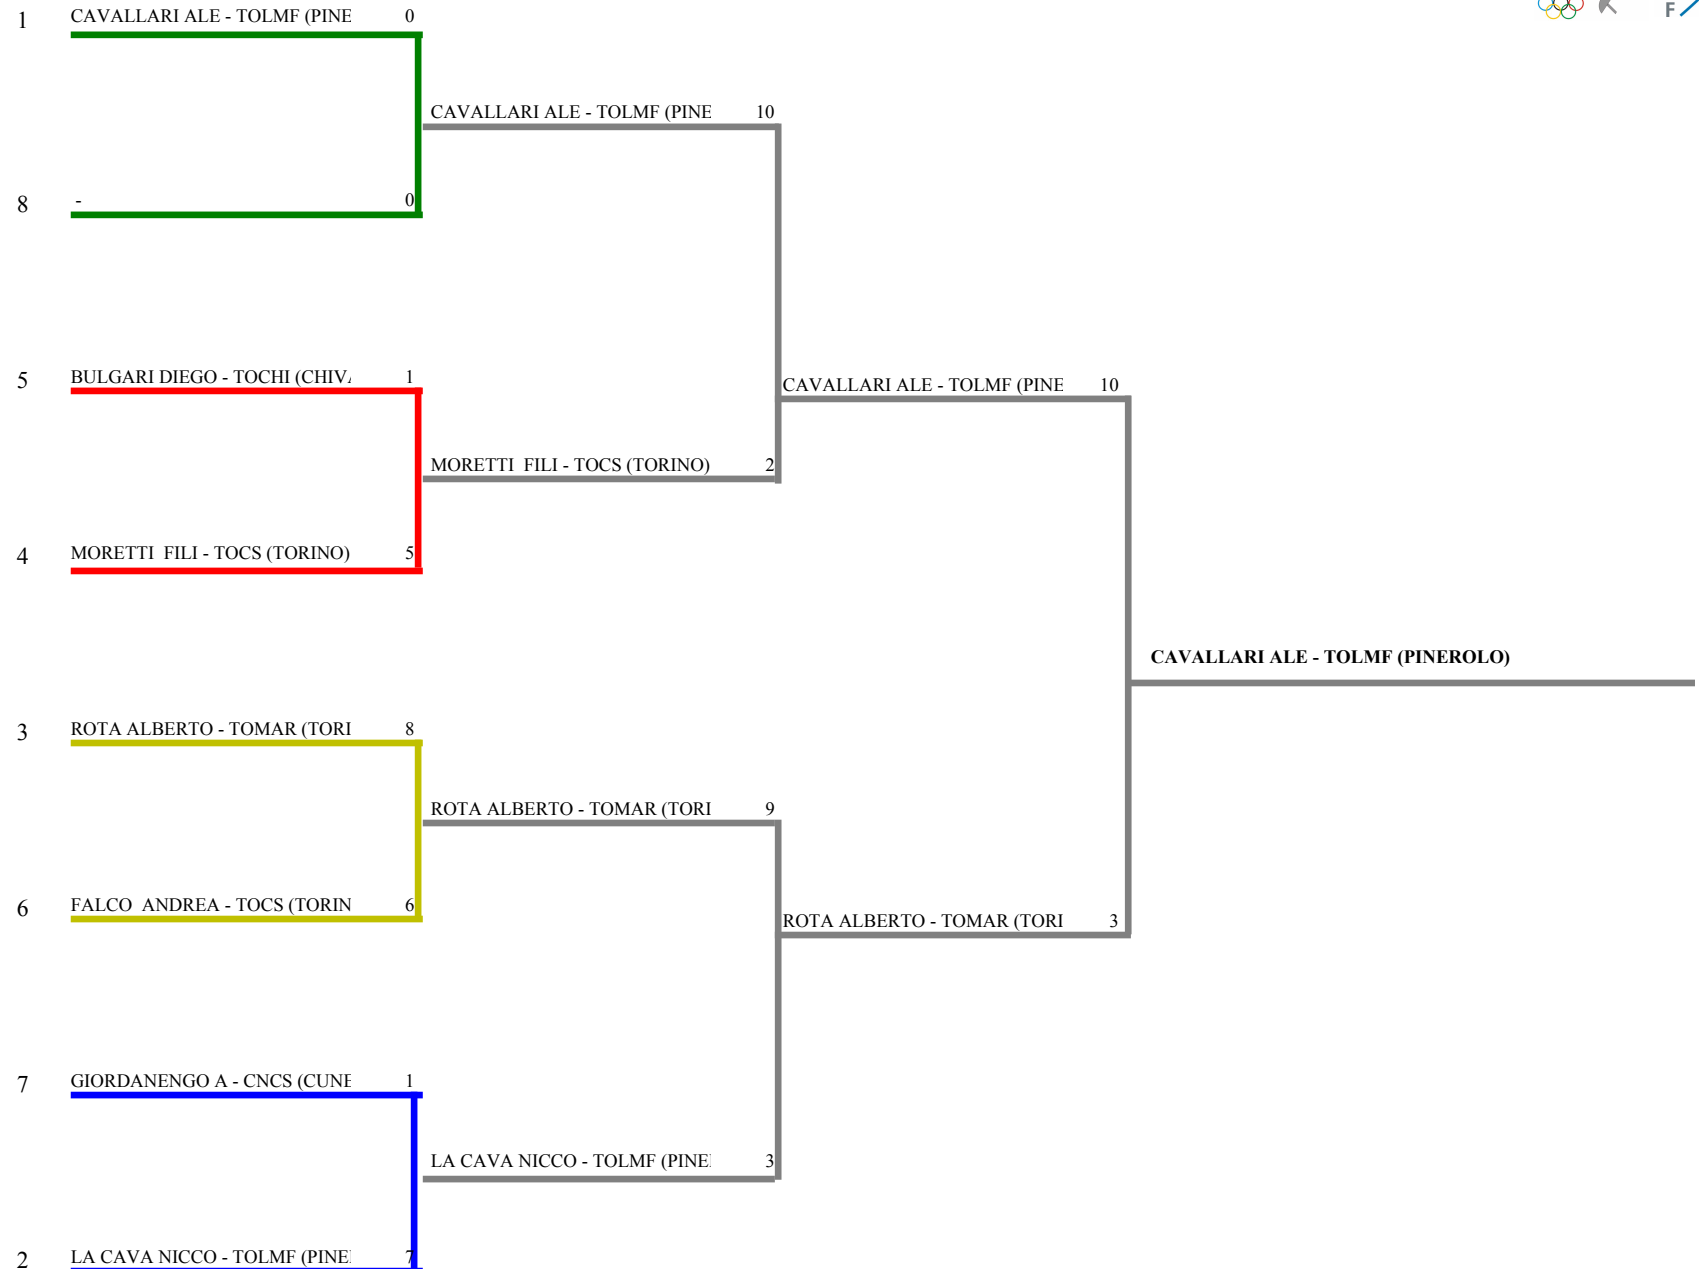 1 CAVALLARI ALE - TOLMF (PINE 0
F
CAVALLARI ALE - TOLMF (PINE 10
8 - 0
5 BULGARI DIEGO - TOCHI (CHIV 1
CAVALLARI ALE - TOLMF (PINE 10
MORETTI FILI - TOCS (TORINO) 2
4 MORETTI FILI - TOCS (TORINO) 5
CAVALLARI ALE - TOLMF (PINEROLO)
3 ROTA ALBERTO - TOMAR (TORI 8
ROTA ALBERTO - TOMAR (TORI 9
6 FALCO ANDREA - TOCS (TORIN 6
ROTA ALBERTO - TOMAR (TORI 3
7 GIORDANENGO A - CNCS (CUNE 1
LA CAVA NICCO - TOLMF (PINE 3
2 LA CAVA NICCO - TOLMF (PINE 7